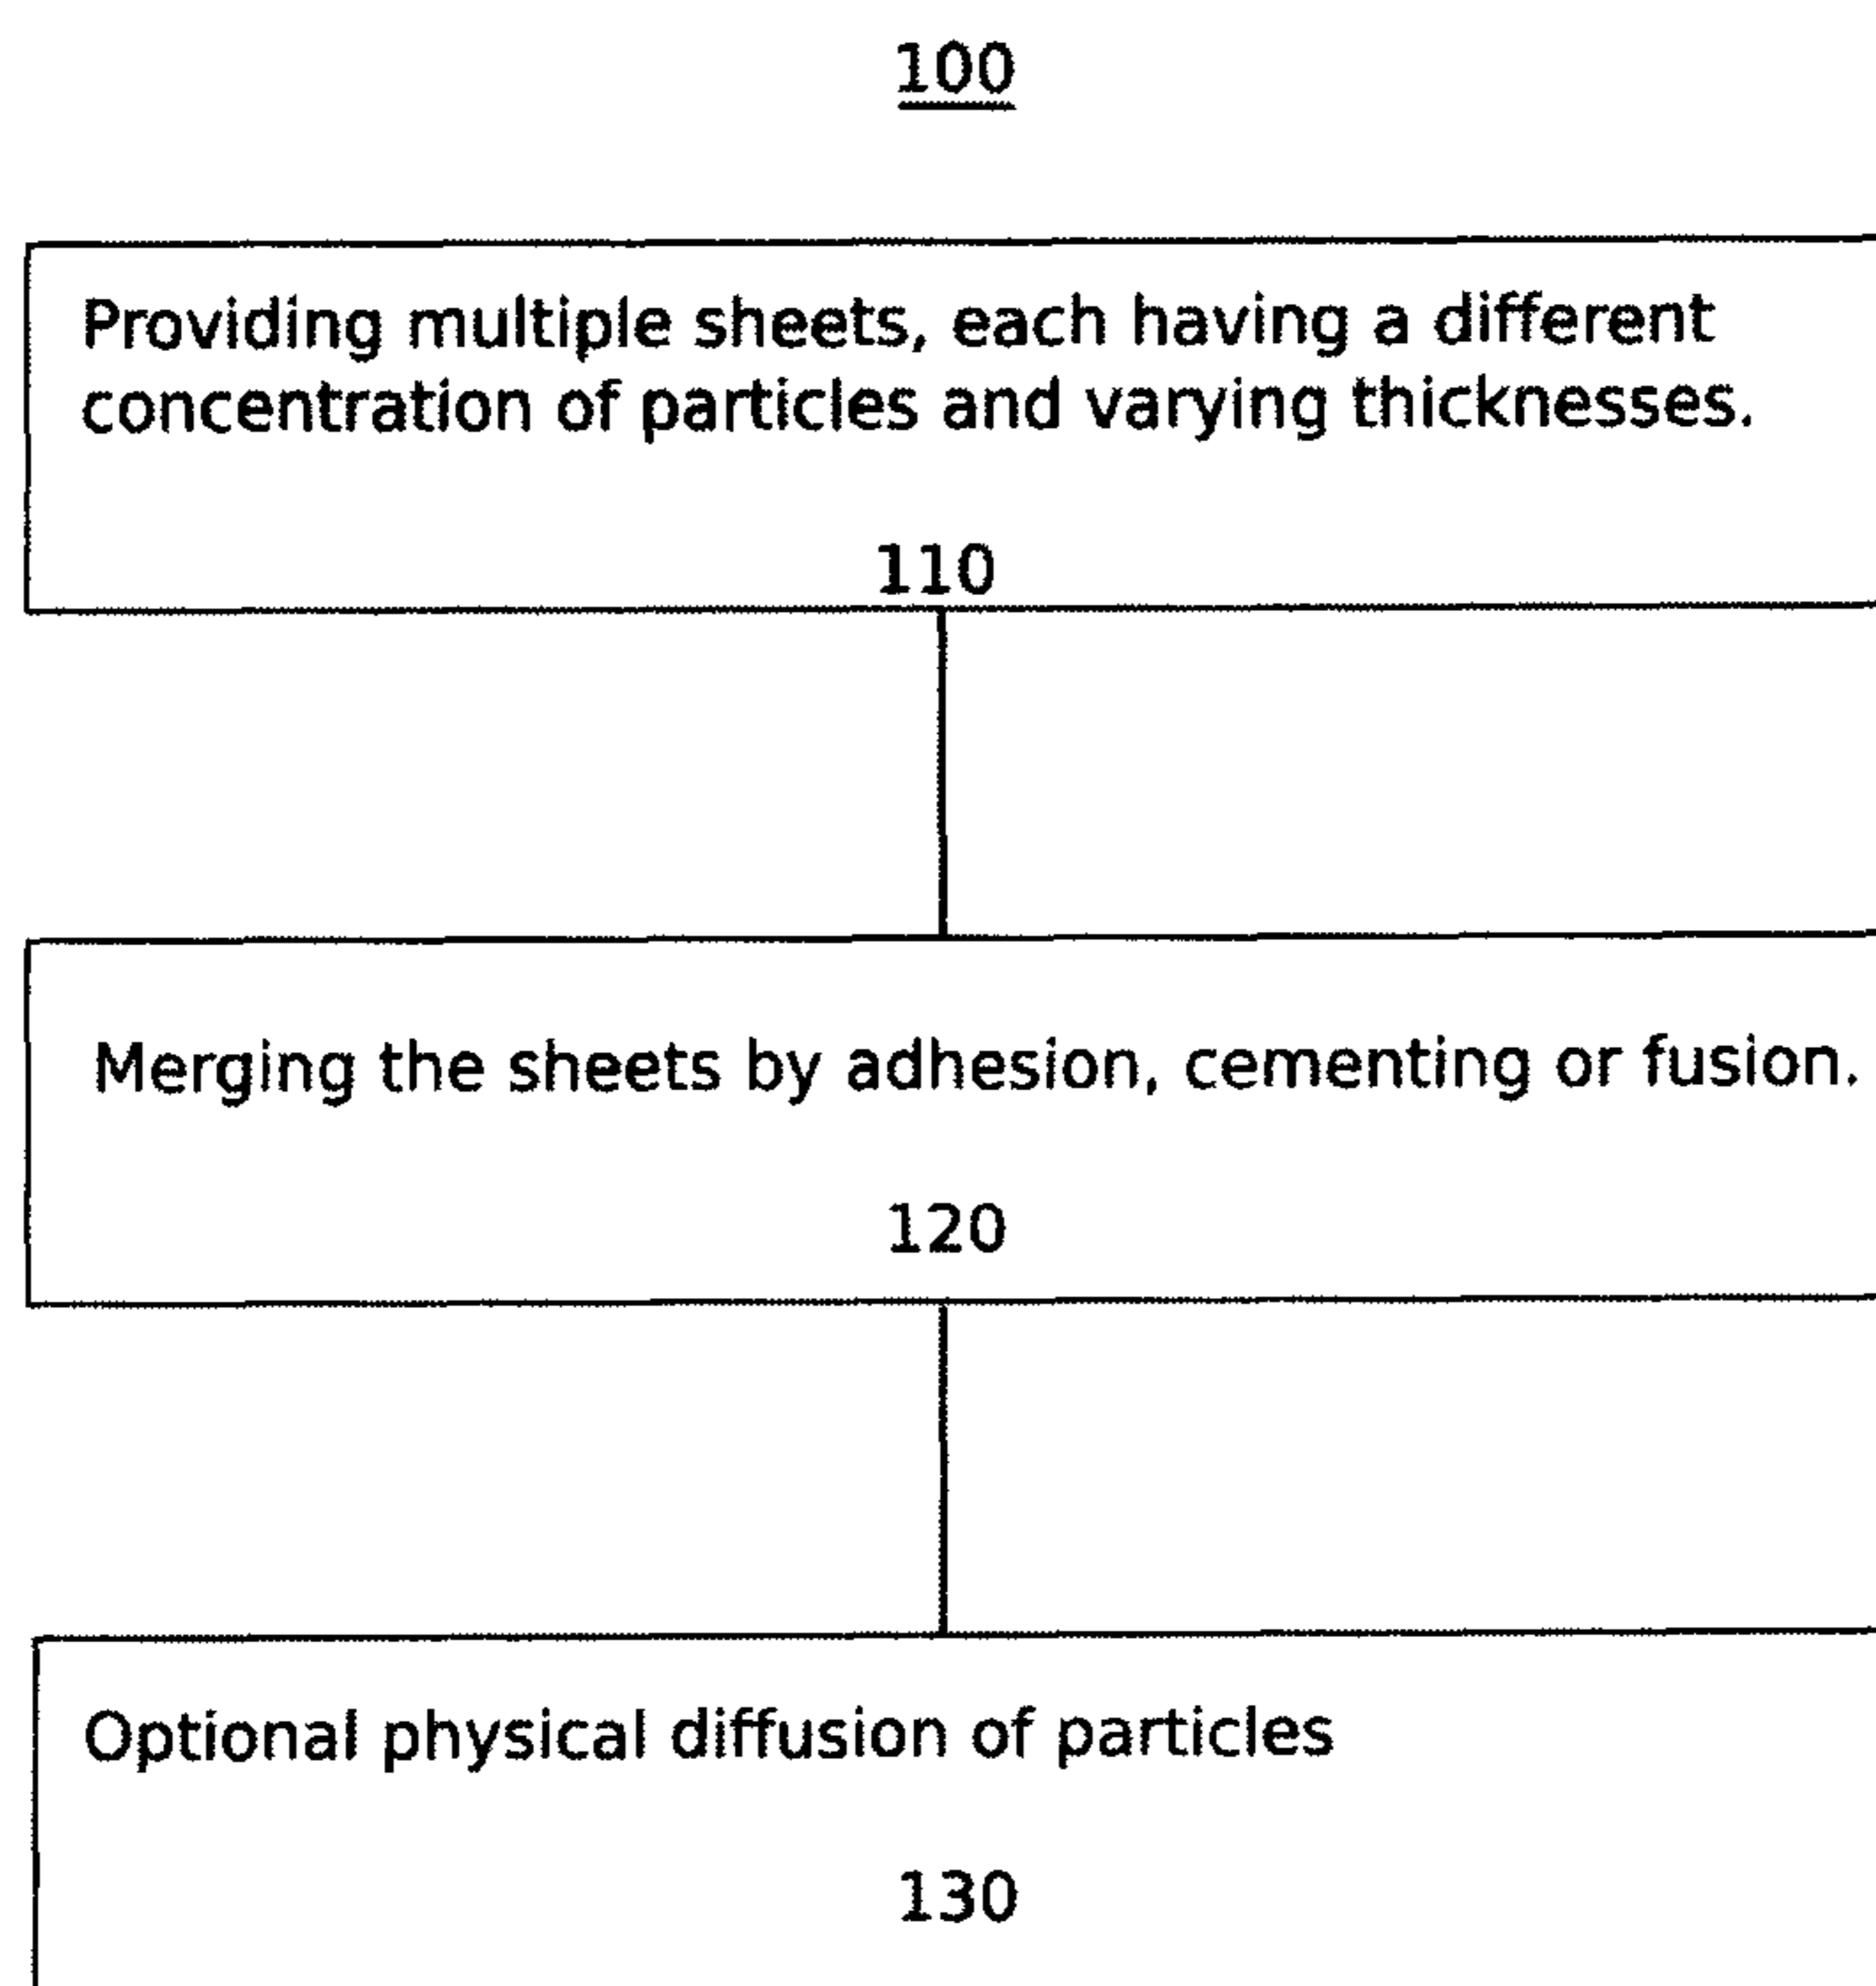 100
Providing multiple sheets, each having a different
concentration of particles and varying thicknesses.
110
Merging the sheets by adhesion, cementing or fusion.
120
Optional physical diffusion of particles
130